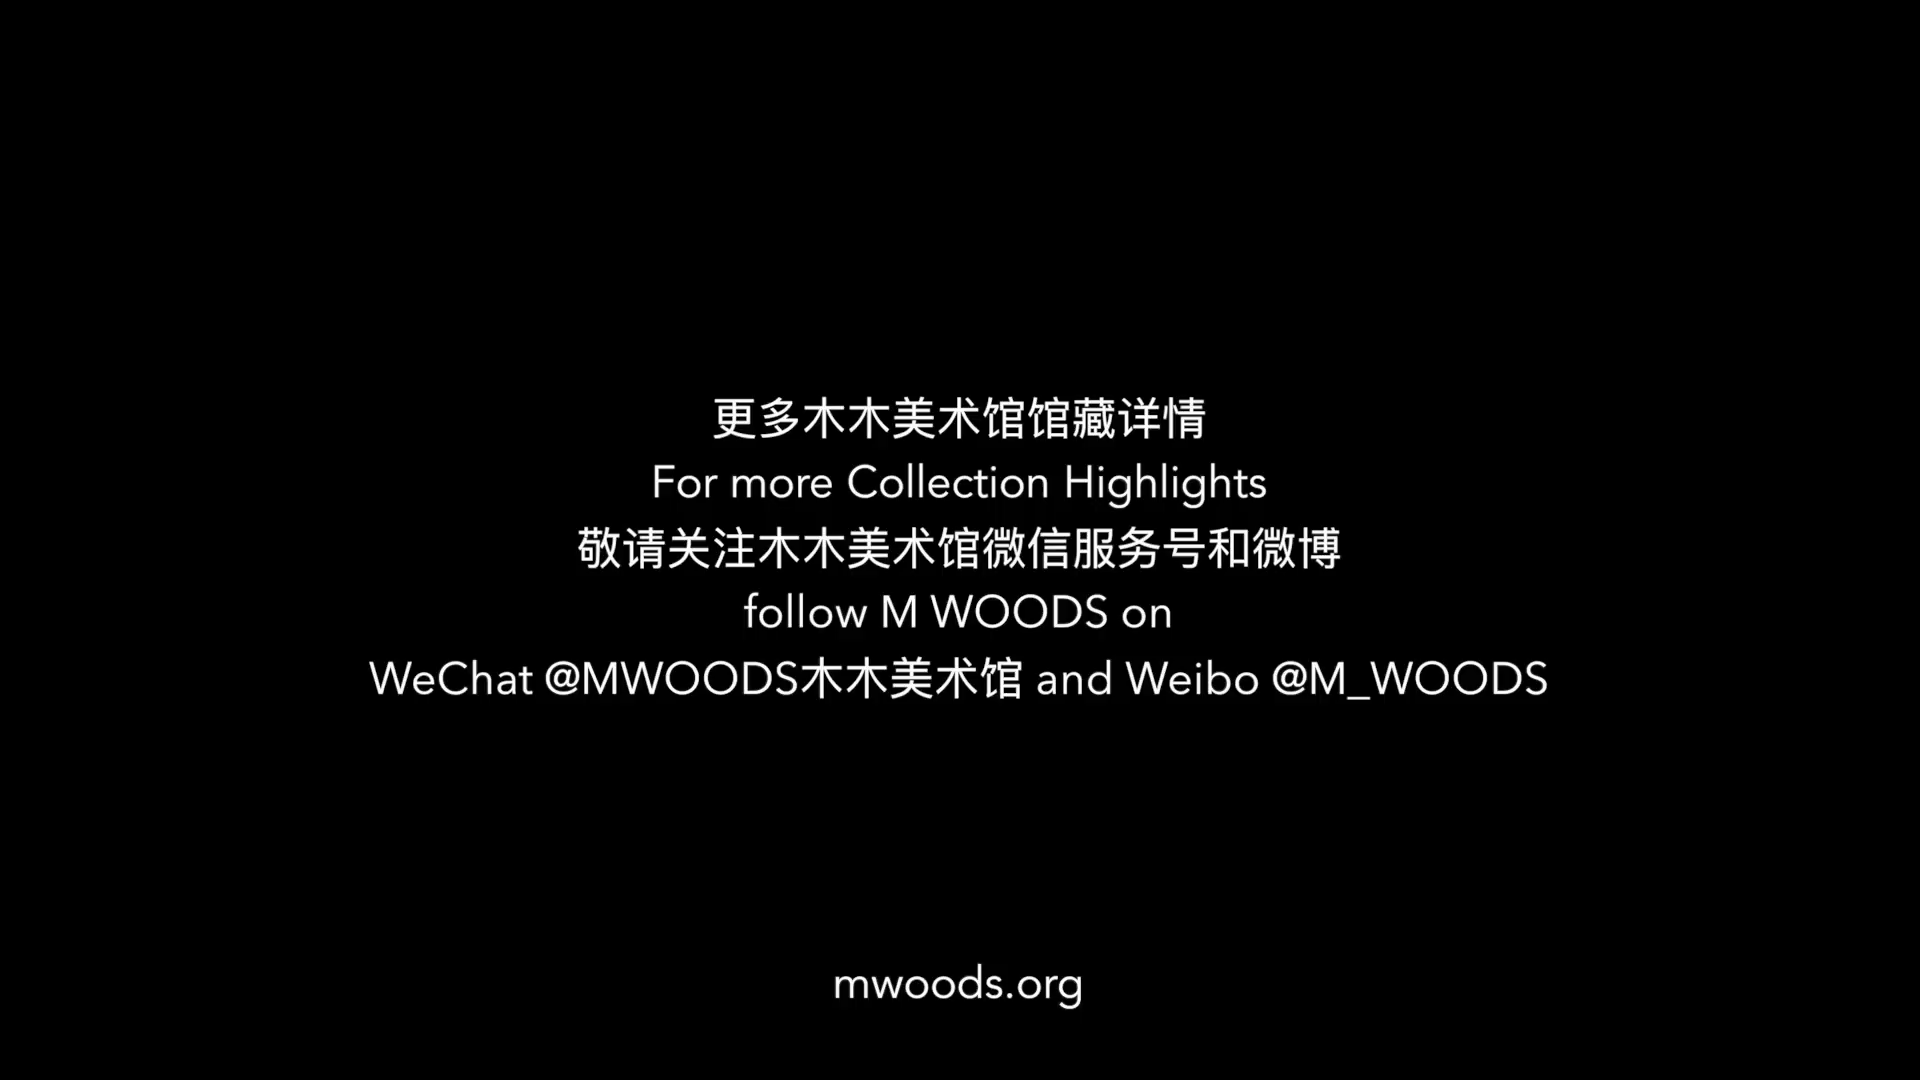 更多木木美术馆馆藏详情
For more Collection Highlights
敬请关注木木美术馆微信服务号和微博
follow M WOODS on
WeChat @MWOODS木木美术馆 and Weibo @M_WOODS
mwoods.org